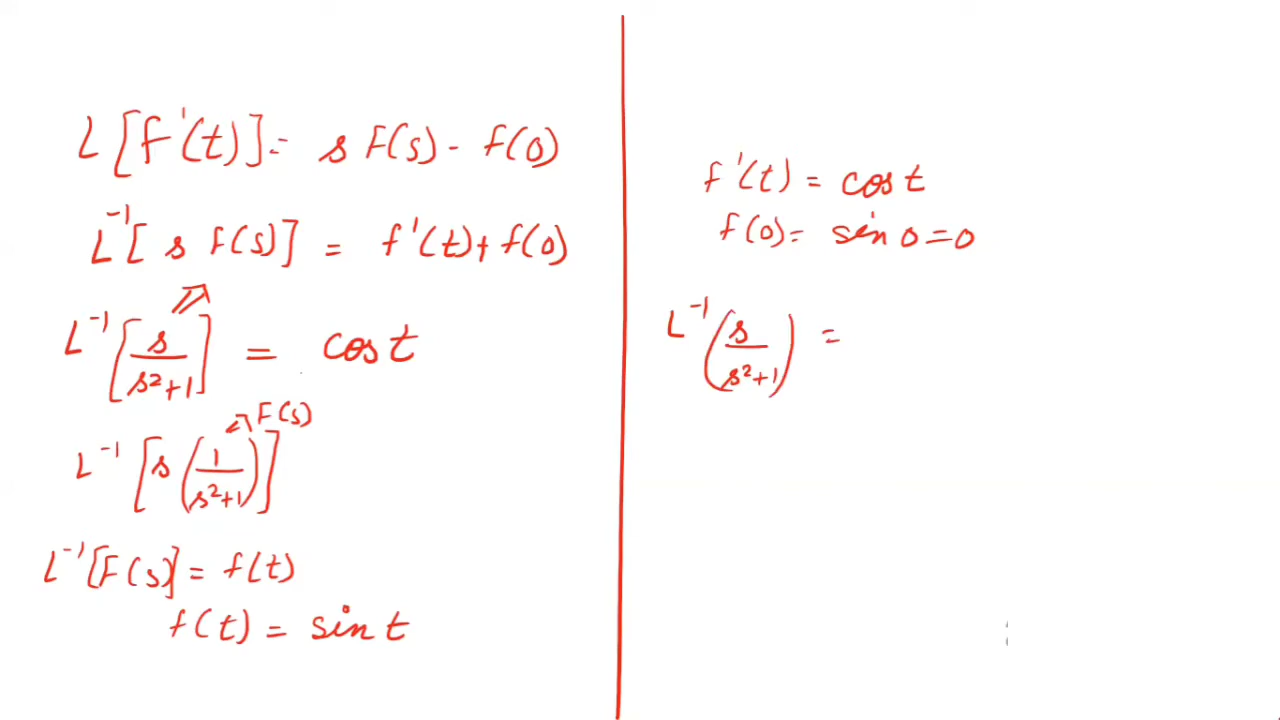 L[f'(t)] = s F(s) - f(0)
L⁻¹[s F(s)] = f'(t) + f(0)
L⁻¹[s/(s²+1)] = cos t
F(s)
L⁻¹[s(1/(s²+1))]
L⁻¹[F(s)] = f(t)
f(t) = sin t
f'(t) = cos t
f(0) = sin 0 = 0
L⁻¹(s/(s²+1)) =